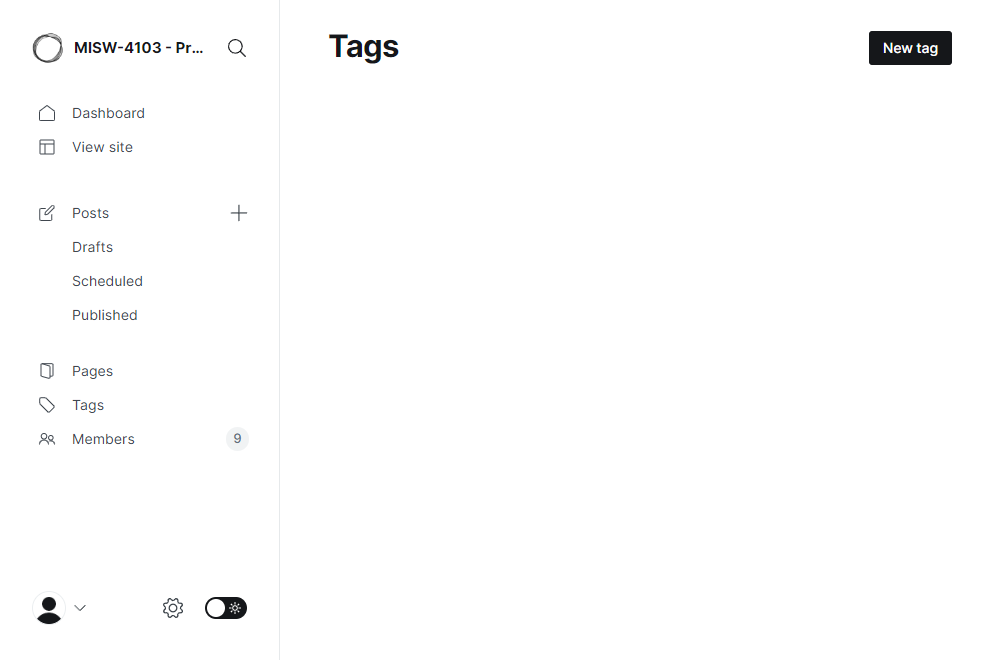 MISW-4103 - Pr...
Dashboard
View site
Posts
Drafts
Scheduled
Published
Pages
Tags
Members
9
Tags
New tag